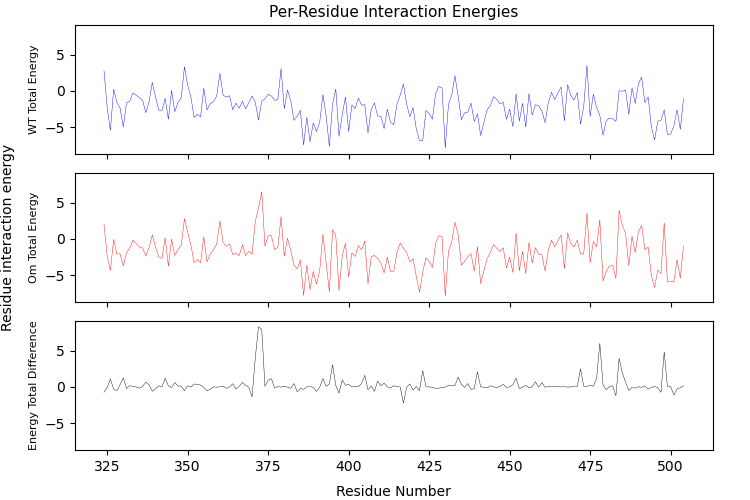 Per-Residue Interaction Energies
Residue interaction energy
WT Total Energy
5
0
−5
Om Total Energy
5
0
−5
Energy Total Difference
5
0
−5
325 350 375 400 425 450 475 500
Residue Number